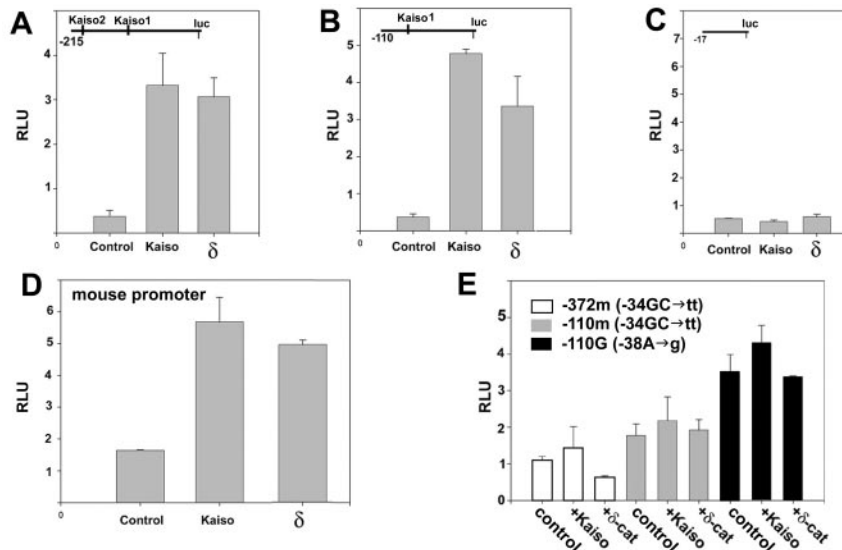 A
Kaiso2 Kaiso1 luc
-215
RLU
4
3
2
1
0
Control Kaiso δ
B
Kaiso1 luc
-110
RLU
5
4
3
2
1
0
Control Kaiso δ
C
-17 luc
RLU
7
6
5
4
3
2
1
0
Control Kaiso δ
D
mouse promoter
RLU
6
5
4
3
2
1
0
Control Kaiso δ
E
-372m (-34GC→tt)
-110m (-34GC→tt)
-110G (-38A→g)
RLU
5
4
3
2
1
0
control +Kaiso +δ-cat control +Kaiso +δ-cat control +Kaiso +δ-cat